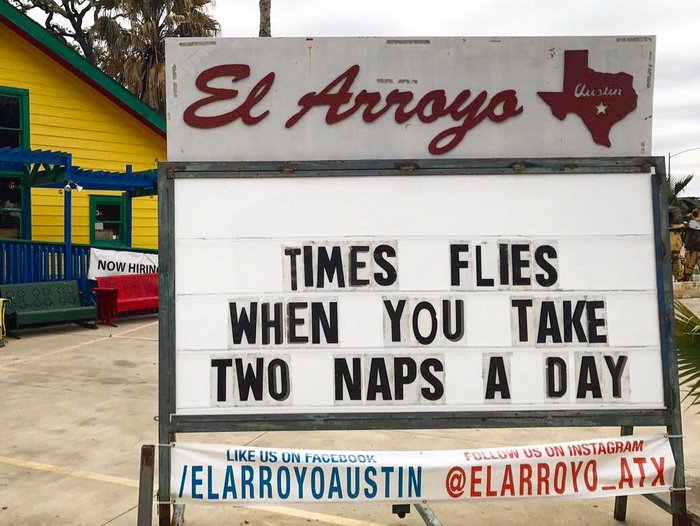 El Arroyo
Austin
TIMES FLIES
WHEN YOU TAKE
TWO NAPS A DAY
NOW HIRIN
LIKE US ON FACEBOOK
/ELARROYOAUSTIN
FOLLOW US ON INSTAGRAM
@ELARROYO_ATX